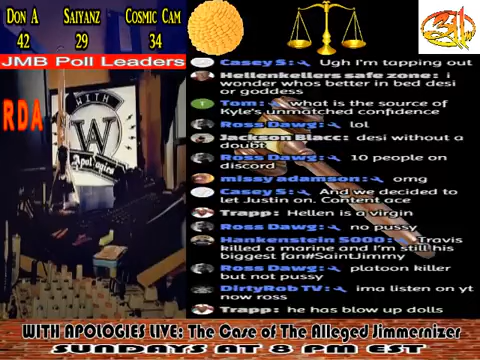 Don A Saiyanz Cosmic Cam
42 29 34
JMB Poll Leaders
RDA
WITH
W
Apologies
311
Casey S: Ugh I'm tapping out
Hellenkellers safe zone: i
wonder whos better in bed desi
or goddess
T Tom: what is the source of
Kyle's unmatched confidence
Ross Dawg: lol
Jackson Blacc: desi without a
doubt
Ross Dawg: 10 people on
discord
missy adamson: omg
Casey S: And we decided to
let Justin on. Content ace
Trapp: Hellen is a virgin
Ross Dawg: no pussy
Hankenstein 5000: Travis
killed a marine and I'm still his
biggest fan#SaintJimmy
Ross Dawg: platoon killer
but not pussy
DirtyRob TV: ima listen on yt
now ross
Trapp: he has blow up dolls
WITH APOLOGIES LIVE: The Case of The Alleged Jimmernizer
SUNDAYS AT 8 PM EST